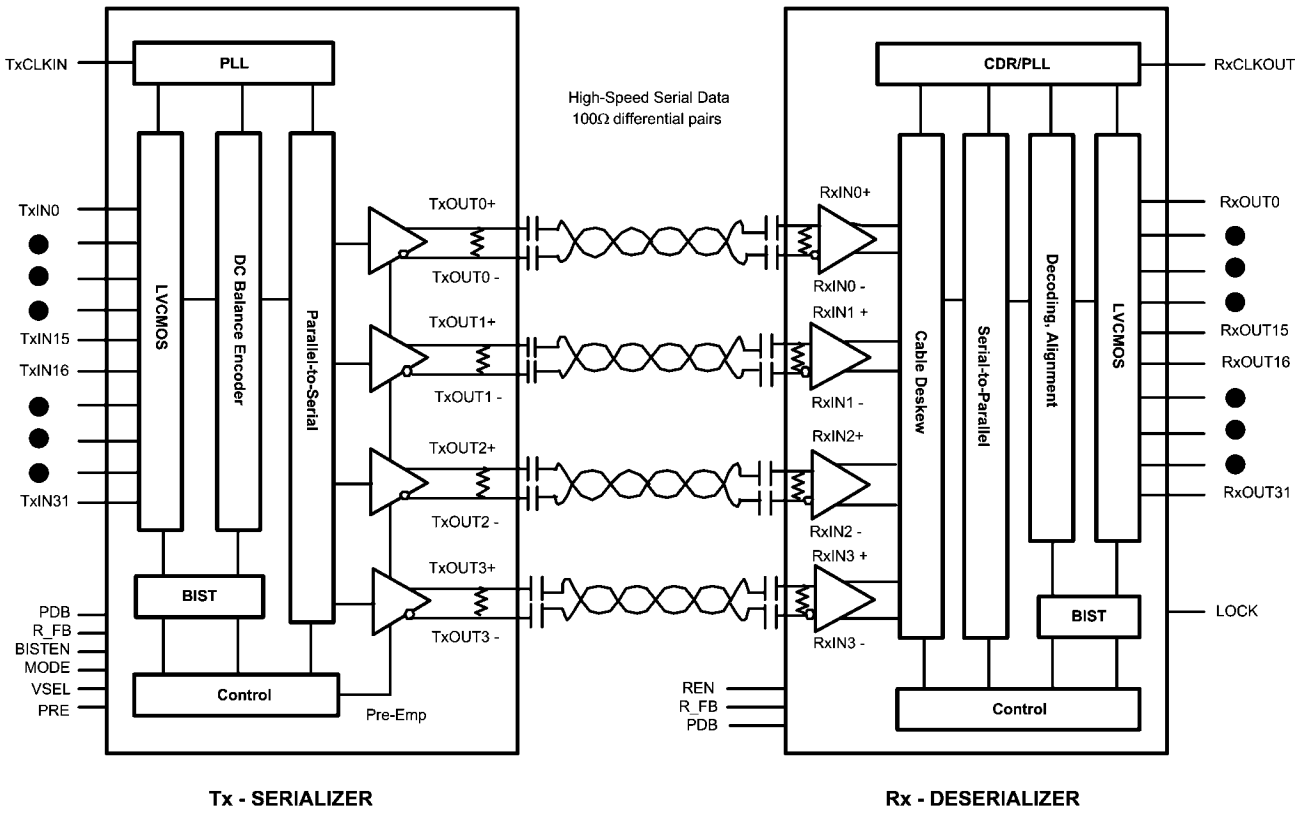 TxCLKIN
PLL
High-Speed Serial Data
100Ω differential pairs
CDR/PLL
RxCLKOUT
TxIN0
TxIN15
TxIN16
TxIN31
LVCMOS
DC Balance Encoder
Parallel-to-Serial
TxOUT0+
TxOUT0 -
TxOUT1+
TxOUT1 -
TxOUT2+
TxOUT2 -
TxOUT3+
TxOUT3 -
RxIN0+
RxIN0 -
RxIN1 +
RxIN1 -
RxIN2+
RxIN2 -
RxIN3 +
RxIN3 -
Cable Deskew
Serial-to-Parallel
Decoding, Alignment
LVCMOS
RxOUT0
RxOUT15
RxOUT16
RxOUT31
BIST
PDB
R_FB
BISTEN
MODE
VSEL
PRE
Control
Pre-Emp
BIST
LOCK
REN
R_FB
PDB
Control
Tx - SERIALIZER
Rx - DESERIALIZER